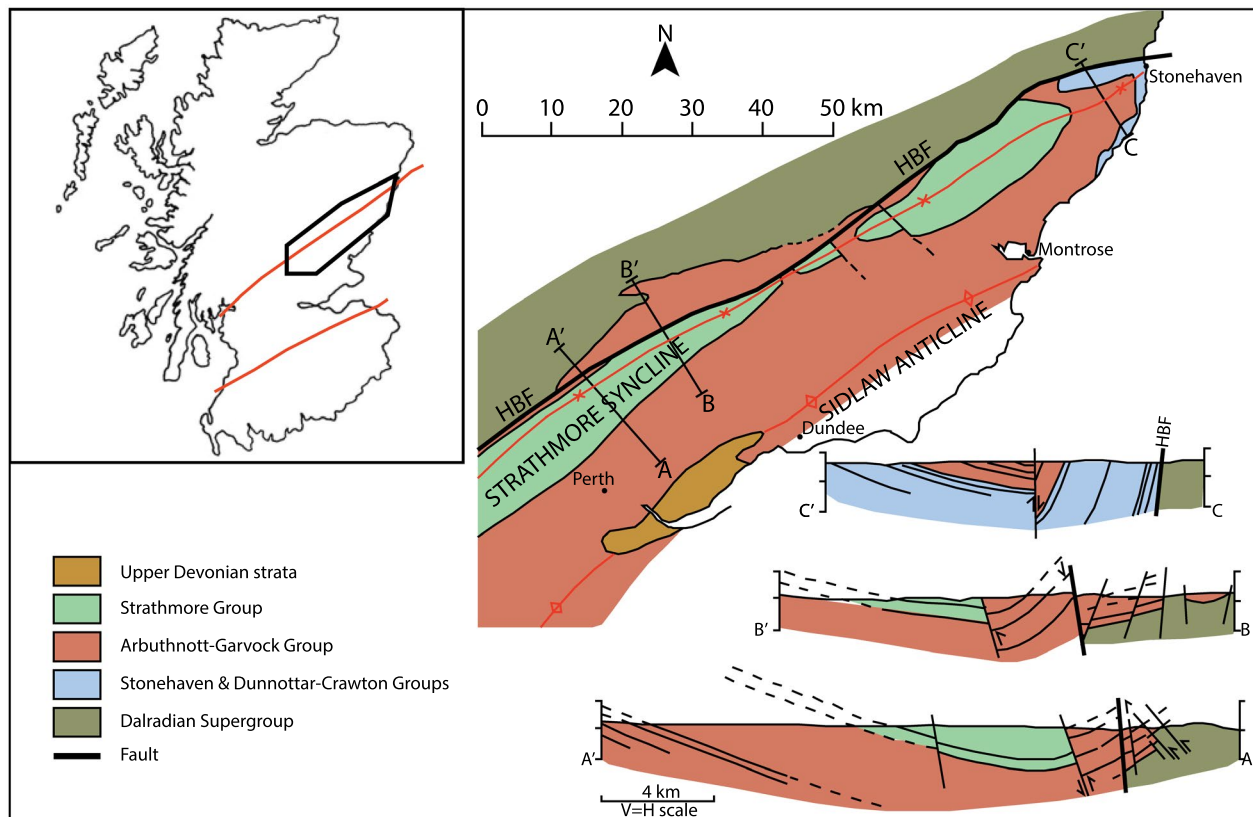 N
0 10 20 30 40 50 km
C'
Stonehaven
C
HBF
Montrose
B'
B
A'
A
HBF
STRATHMORE SYNCLINE
SIDLAW ANTICLINE
Dundee
Perth
HBF
C' C
B' B
A' A
4 km
V=H scale
Upper Devonian strata
Strathmore Group
Arbuthnott-Garvock Group
Stonehaven & Dunnottar-Crawton Groups
Dalradian Supergroup
Fault